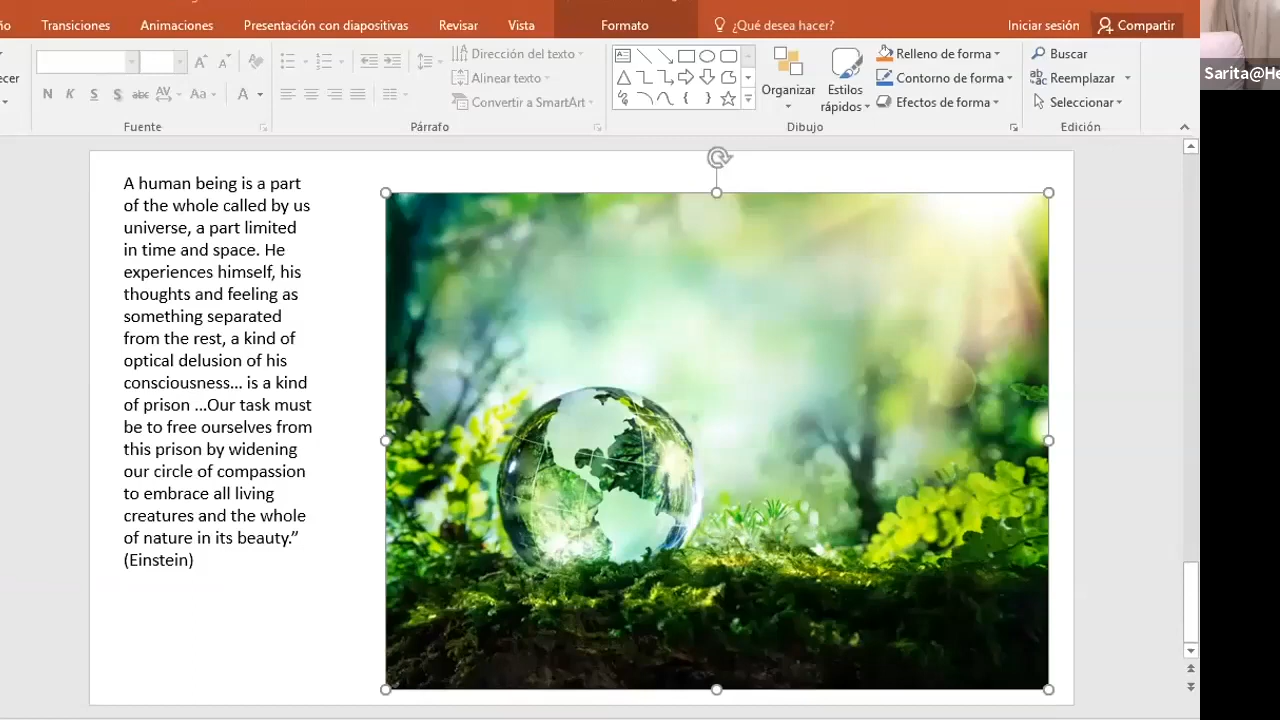 Transiciones
Animaciones
Presentación con diapositivas
Revisar
Vista
Formato
¿Qué desea hacer?
Iniciar sesión
Compartir
N K S S abc AV Aa A
Fuente
Dirección del texto
Alinear texto
Convertir a SmartArt
Párrafo
Organizar
Estilos
rápidos
Relleno de forma
Contorno de forma
Efectos de forma
Dibujo
Buscar
Reemplazar
Seleccionar
Edición
A human being is a part
of the whole called by us
universe, a part limited
in time and space. He
experiences himself, his
thoughts and feeling as
something separated
from the rest, a kind of
optical delusion of his
consciousness... is a kind
of prison ...Our task must
be to free ourselves from
this prison by widening
our circle of compassion
to embrace all living
creatures and the whole
of nature in its beauty.”
(Einstein)